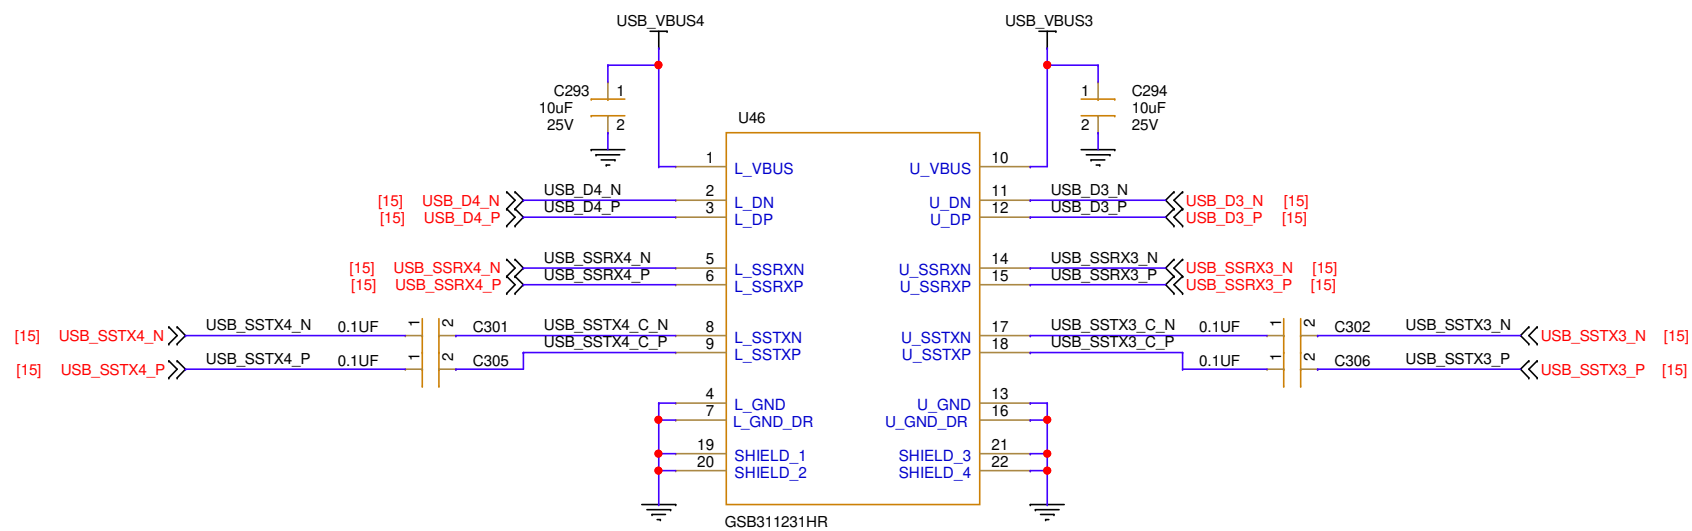 USB_VBUS4
USB_VBUS3
C293 1
10uF
25V 2
1 C294
10uF
2 25V
U46
1 L_VBUS U_VBUS 10
[15] USB_D4_N USB_D4_N 2 L_DN U_DN 11 USB_D3_N USB_D3_N [15]
[15] USB_D4_P USB_D4_P 3 L_DP U_DP 12 USB_D3_P USB_D3_P [15]
[15] USB_SSRX4_N USB_SSRX4_N 5 L_SSRXN U_SSRXN 14 USB_SSRX3_N USB_SSRX3_N [15]
[15] USB_SSRX4_P USB_SSRX4_P 6 L_SSRXP U_SSRXP 15 USB_SSRX3_P USB_SSRX3_P [15]
[15] USB_SSTX4_N USB_SSTX4_N 0.1UF 1 2 C301 USB_SSTX4_C_N 8 L_SSTXN U_SSTXN 17 USB_SSTX3_C_N 0.1UF 1 2 C302 USB_SSTX3_N USB_SSTX3_N [15]
[15] USB_SSTX4_P USB_SSTX4_P 0.1UF 1 2 C305 USB_SSTX4_C_P 9 L_SSTXP U_SSTXP 18 USB_SSTX3_C_P 0.1UF 1 2 C306 USB_SSTX3_P USB_SSTX3_P [15]
4 L_GND U_GND 13
7 L_GND_DR U_GND_DR 16
19 SHIELD_1 SHIELD_3 21
20 SHIELD_2 SHIELD_4 22
GSB311231HR